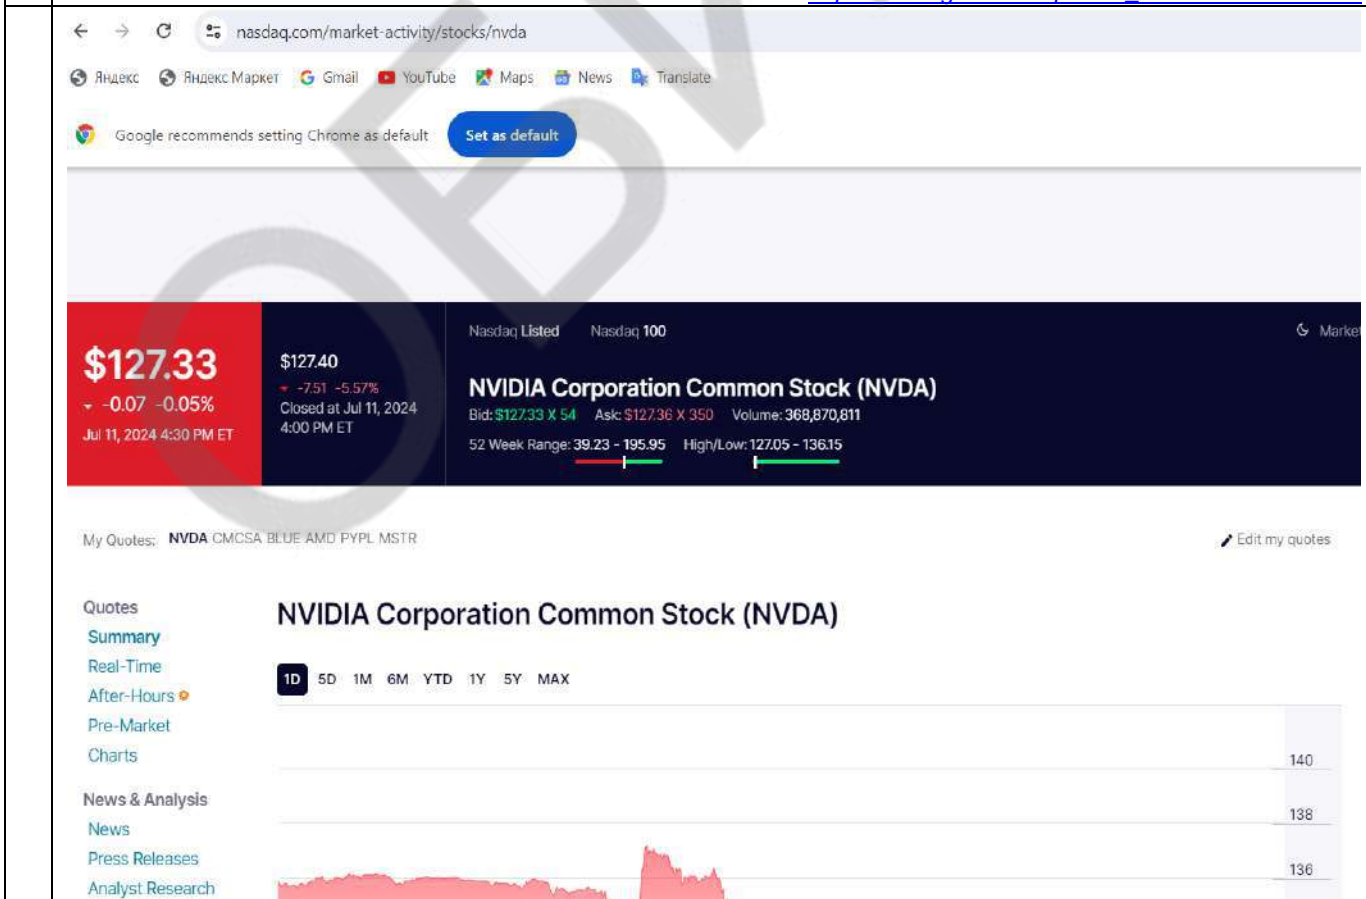 nasdaq.com/market-activity/stocks/nvda
Яндекс Яндекс Маркет Gmail YouTube Maps News Translate
Google recommends setting Chrome as default Set as default
Nasdaq Listed Nasdaq 100
Market
$127.33
-0.07 -0.05%
Jul 11, 2024 4:30 PM ET
$127.40
-7.51 -5.57%
Closed at Jul 11, 2024
4:00 PM ET
NVIDIA Corporation Common Stock (NVDA)
Bid: $127.33 X 54 Ask: $127.36 X 350 Volume: 368,870,811
52 Week Range: 39.23 - 195.95 High/Low: 127.05 - 136.15
My Quotes: NVDA CMCSA BLUE AMD PYPL MSTR
Edit my quotes
Quotes
Summary
Real-Time
After-Hours
Pre-Market
Charts
News & Analysis
News
Press Releases
Analyst Research
NVIDIA Corporation Common Stock (NVDA)
1D 5D 1M 6M YTD 1Y 5Y MAX
140
138
136